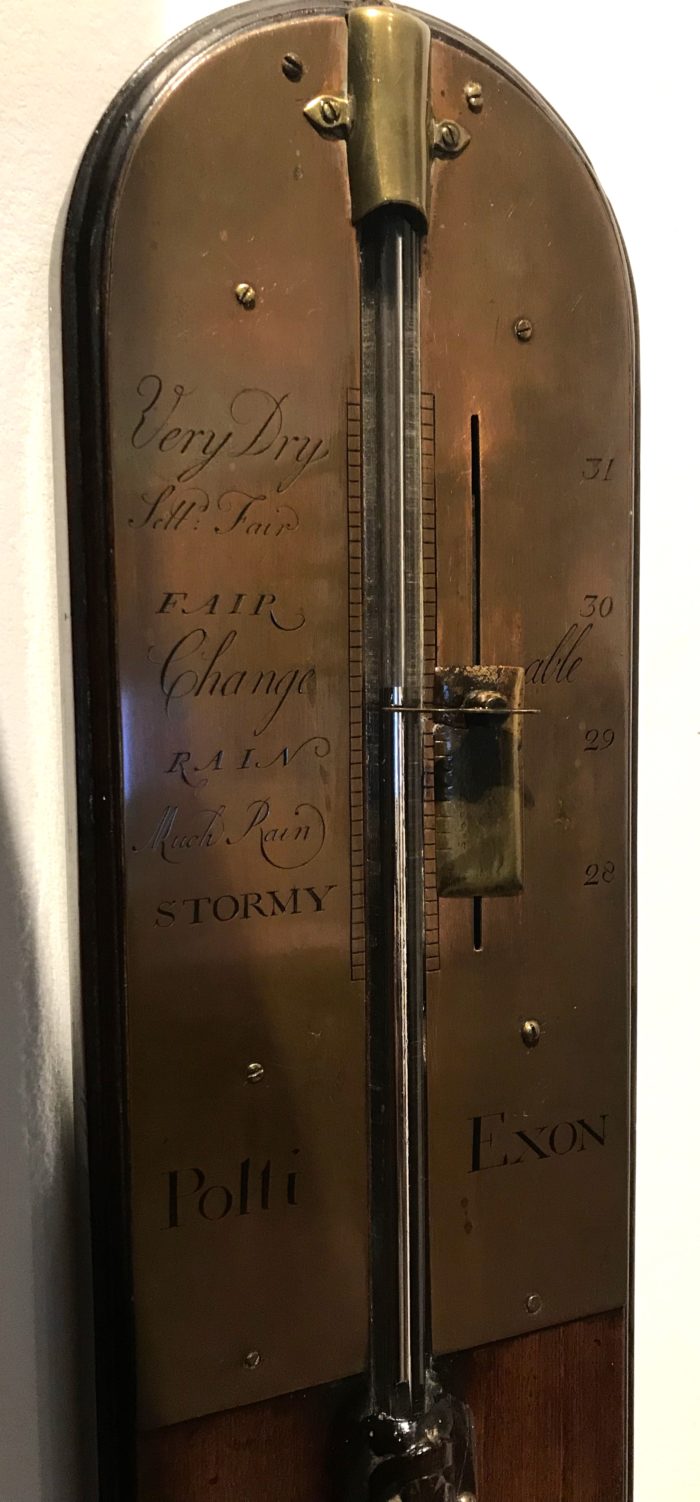 Very Dry
Sett.d Fair
31
FAIR
30
Change able
RAIN
29
Much Rain
28
STORMY
Polti
EXON